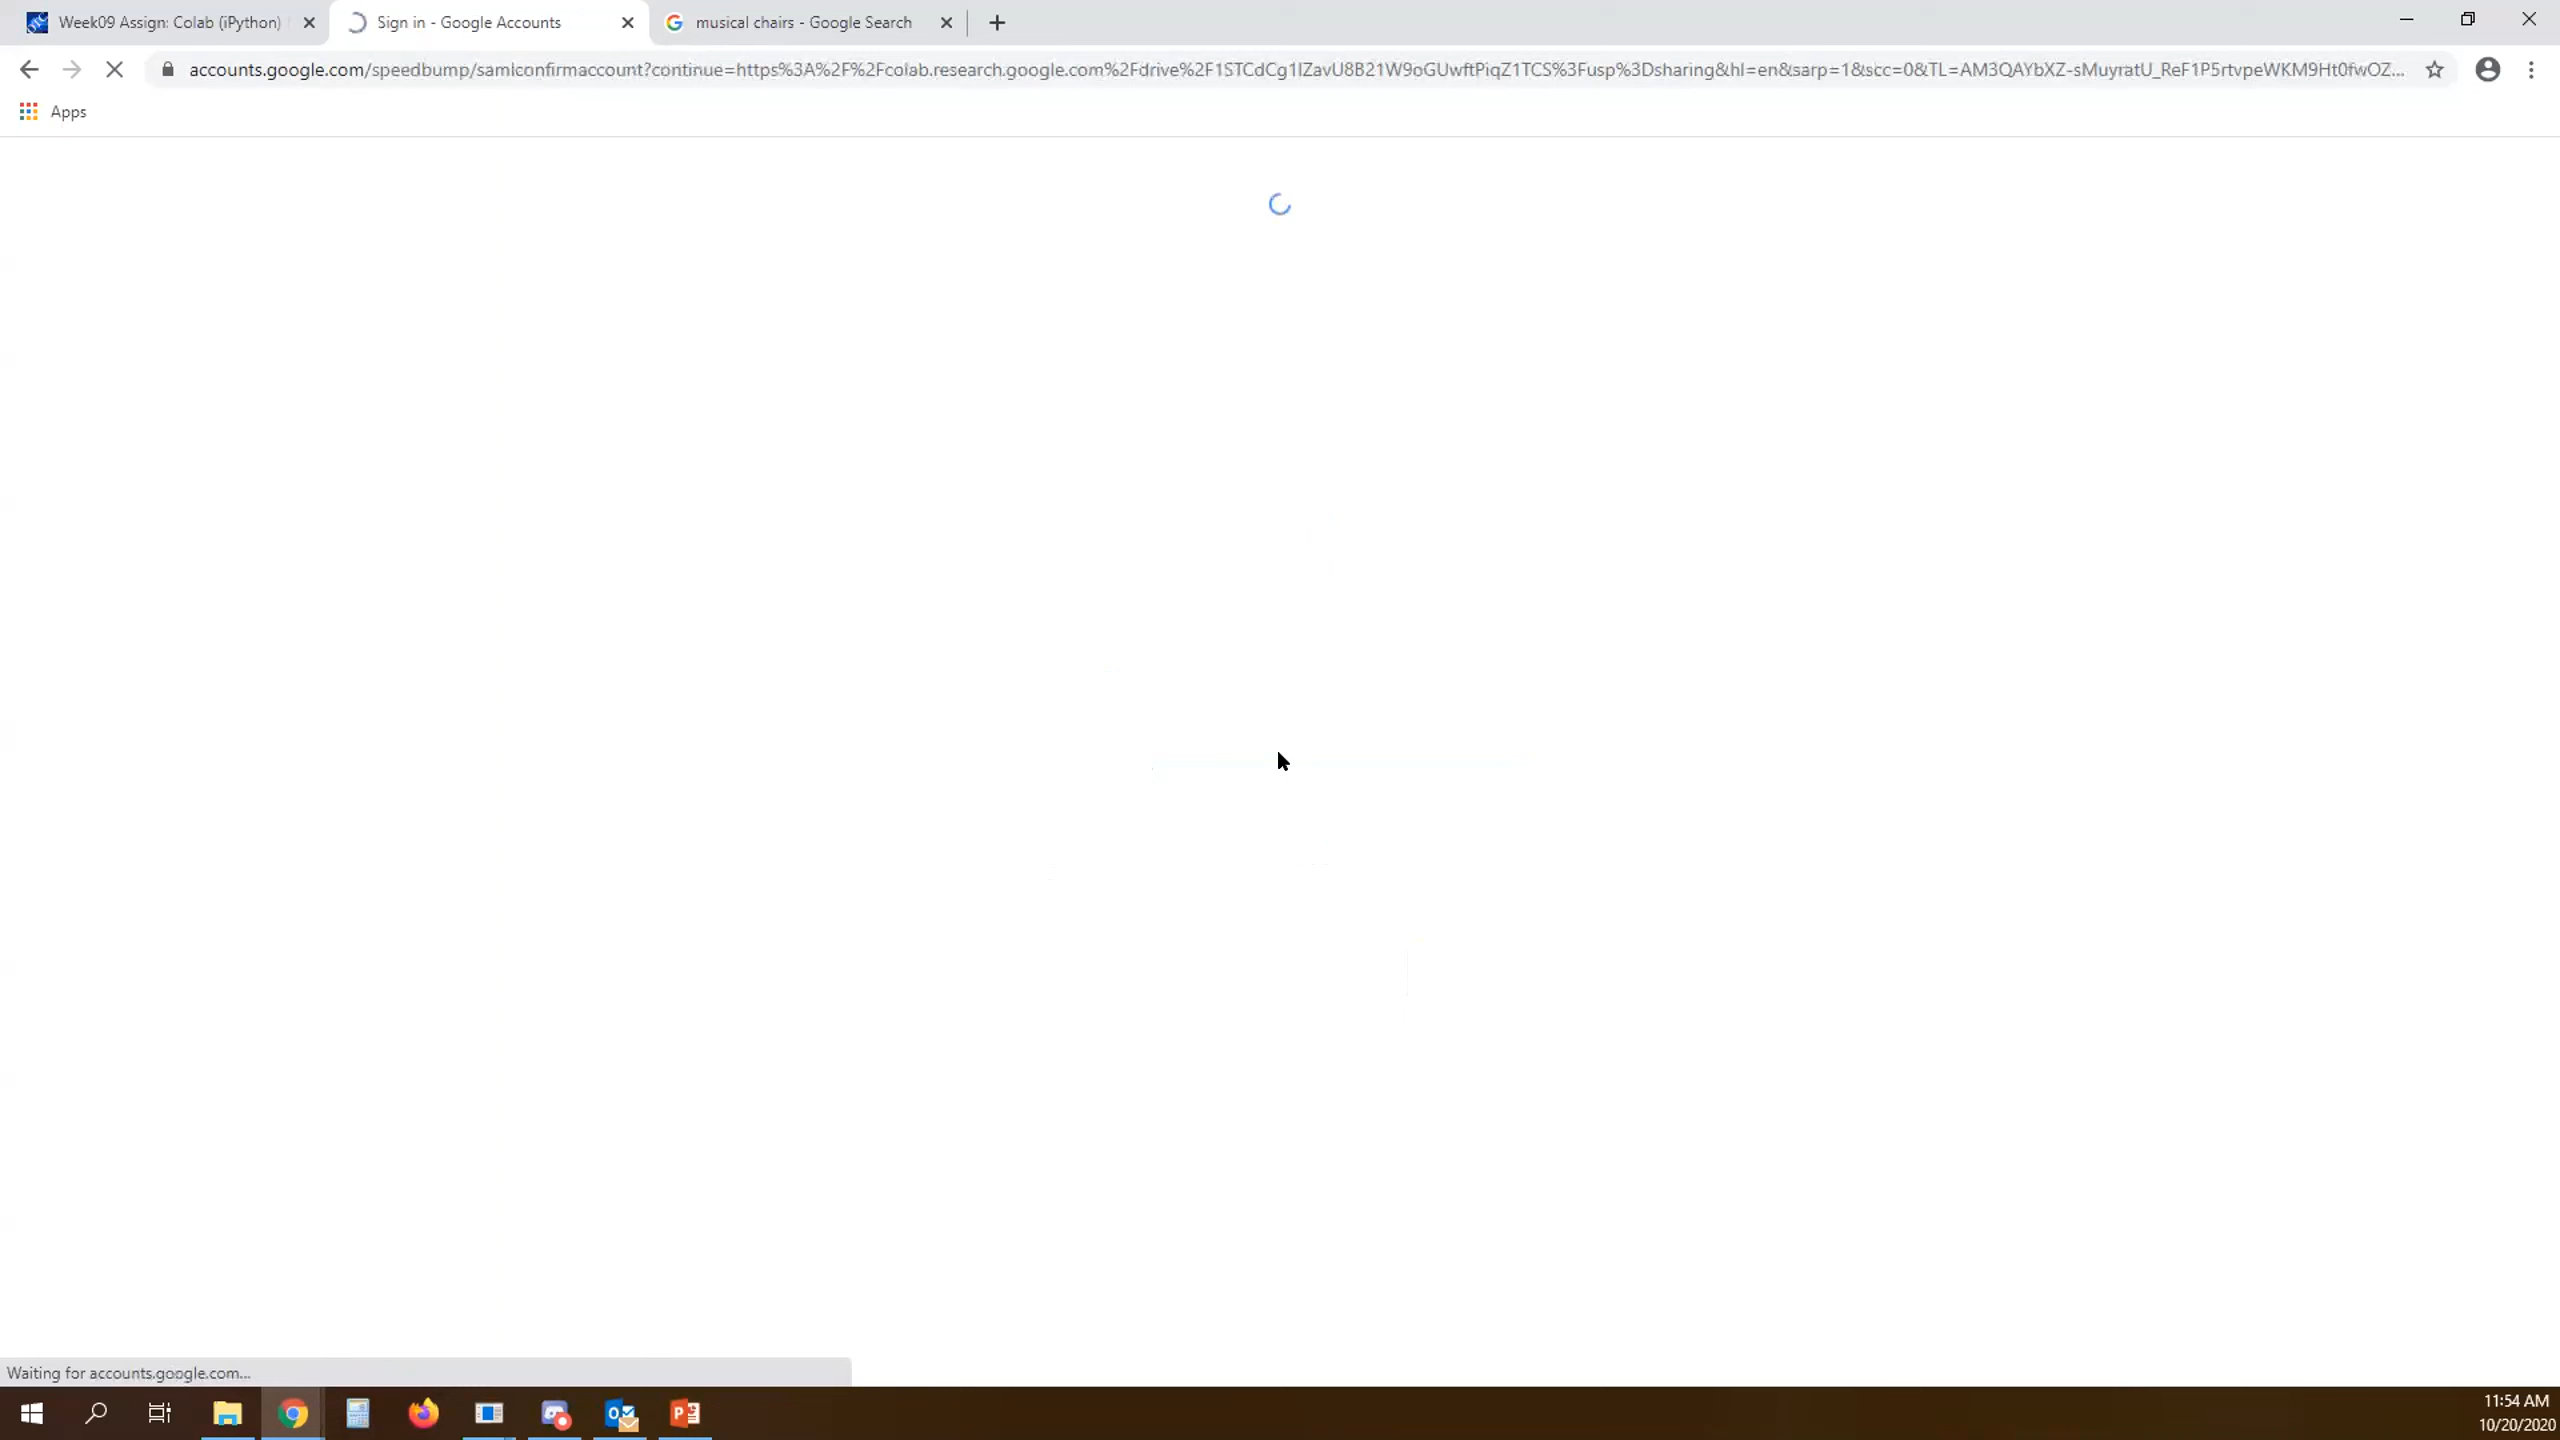 Week09 Assign: Colab (iPython)
Sign in - Google Accounts
musical chairs - Google Search
accounts.google.com/speedbump/samlconfirmaccount?continue=https%3A%2F%2Fcolab.research.google.com%2Fdrive%2F1STCdCg1IZavU8B21W9oGUwftPiqZ1TCS%3Fusp%3Dsharing&hl=en&sarp=1&scc=0&TL=AM3QAYbXZ-sMuyratU_ReF1P5rtvpeWKM9Ht0fwOZ...
Apps
Waiting for accounts.google.com...
11:54 AM
10/20/2020